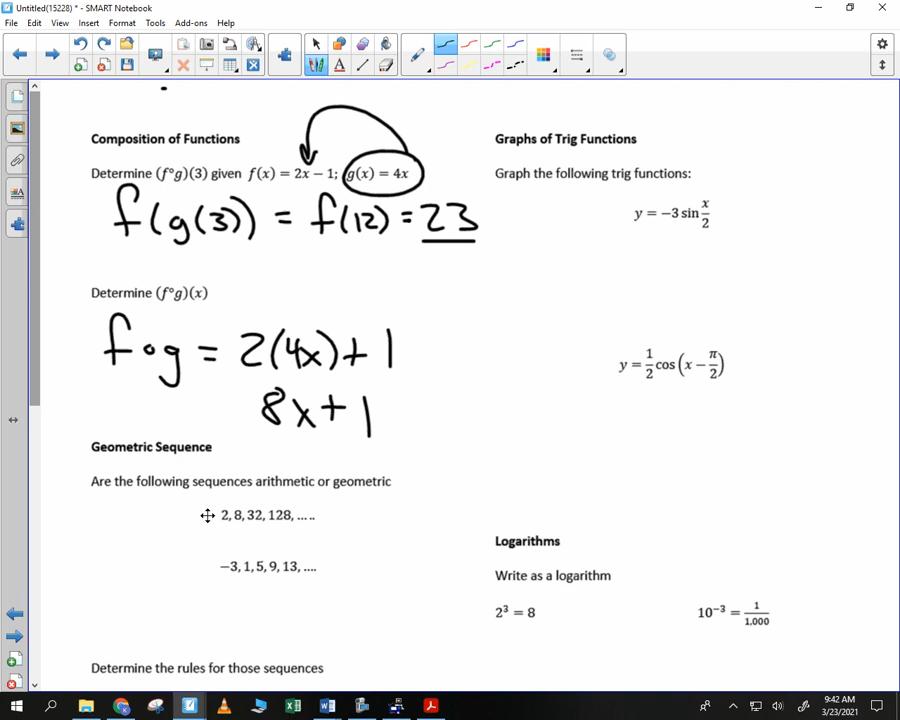 Untitled(15228) * - SMART Notebook
File Edit View Insert Format Tools Add-ons Help
Composition of Functions
Determine (f°g)(3) given f(x) = 2x − 1; g(x) = 4x
f(g(3)) = f(12) = 23
Determine (f°g)(x)
f∘g = 2(4x) + 1
8x + 1
Geometric Sequence
Are the following sequences arithmetic or geometric
2, 8, 32, 128, .....
−3, 1, 5, 9, 13, ....
Determine the rules for those sequences
Graphs of Trig Functions
Graph the following trig functions:
y = −3 sin x/2
y = 1/2 cos (x − π/2)
Logarithms
Write as a logarithm
2³ = 8 10⁻³ = 1/1,000
9:42 AM
3/23/2021